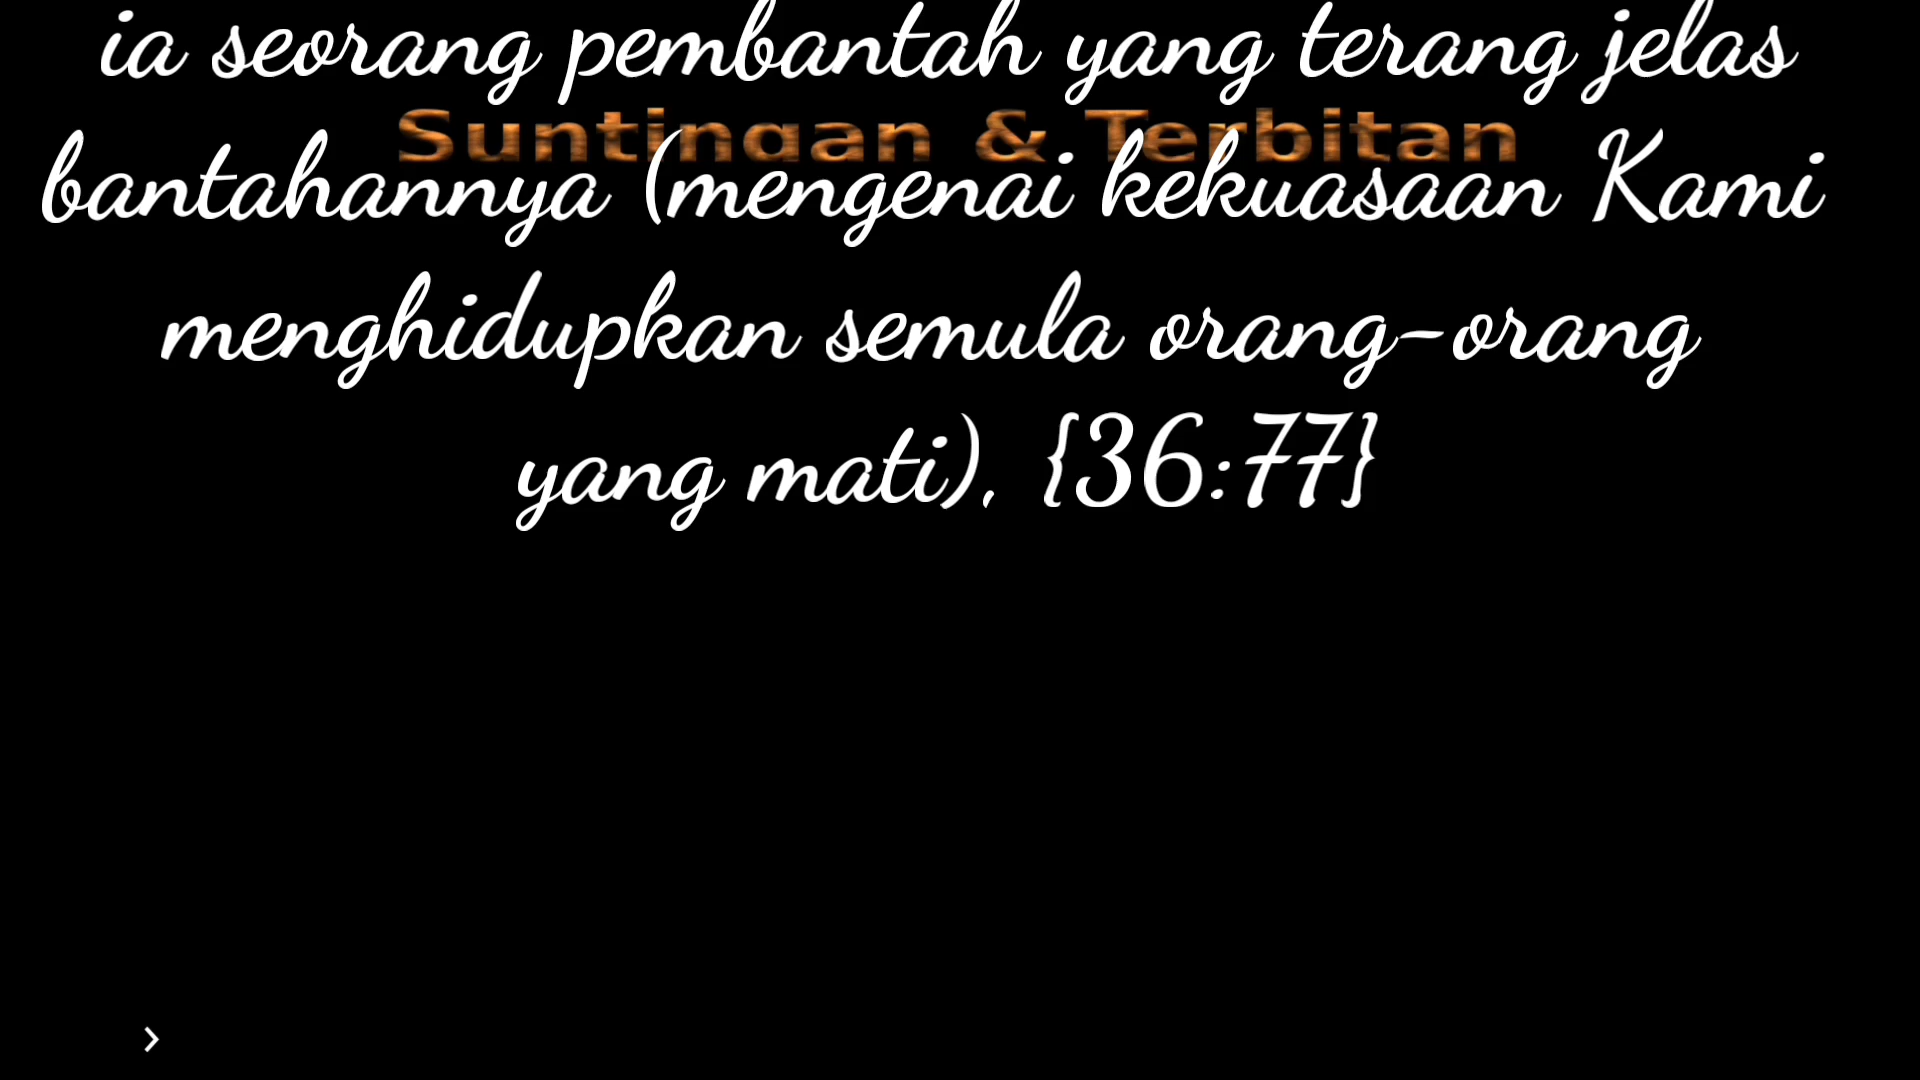 ia seorang pembantah yang terang jelas
Suntingan & Terbitan
bantahannya (mengenai kekuasaan Kami
menghidupkan semula orang-orang
yang mati). {36:77}